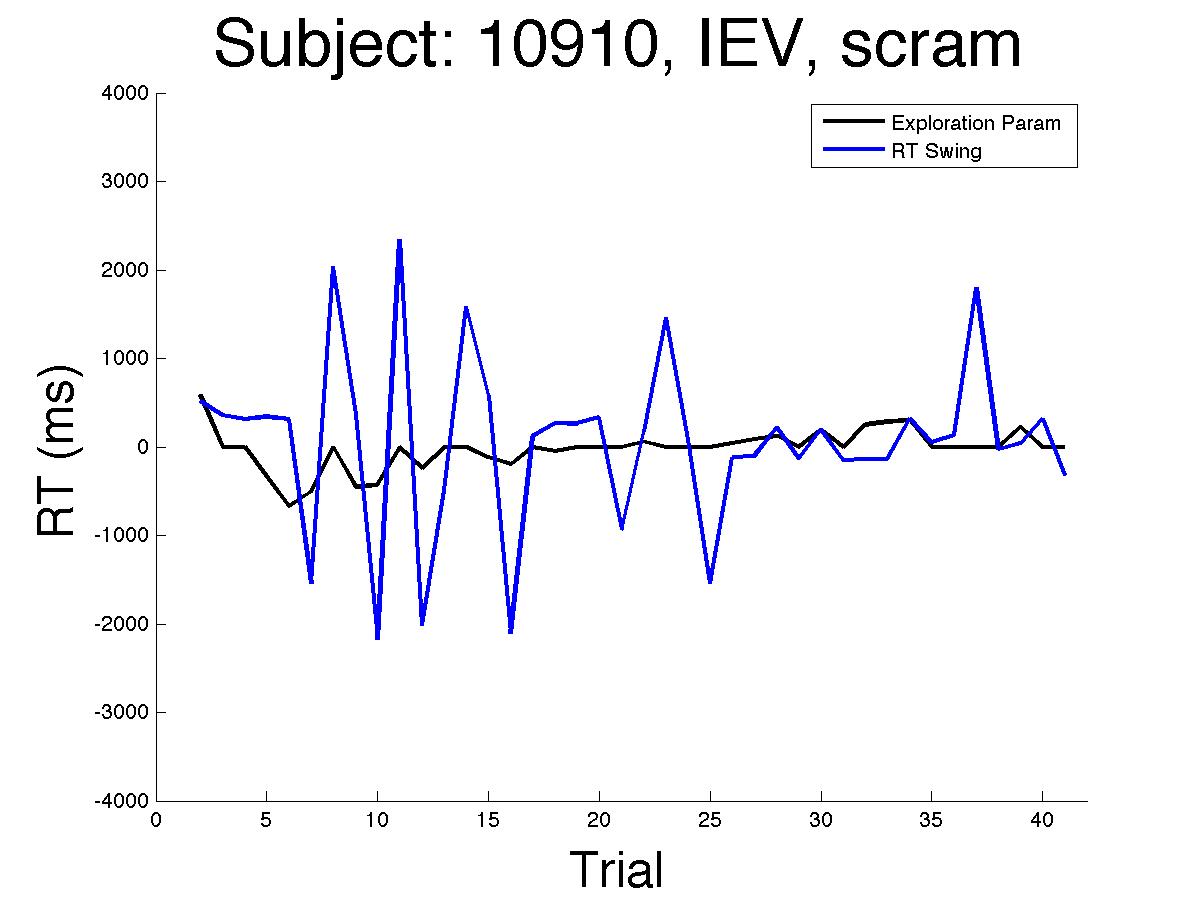 Subject: 10910, IEV, scram
Exploration Param
RT Swing
RT (ms)
4000
3000
2000
1000
0
-1000
-2000
-3000
-4000
0 5 10 15 20 25 30 35 40
Trial